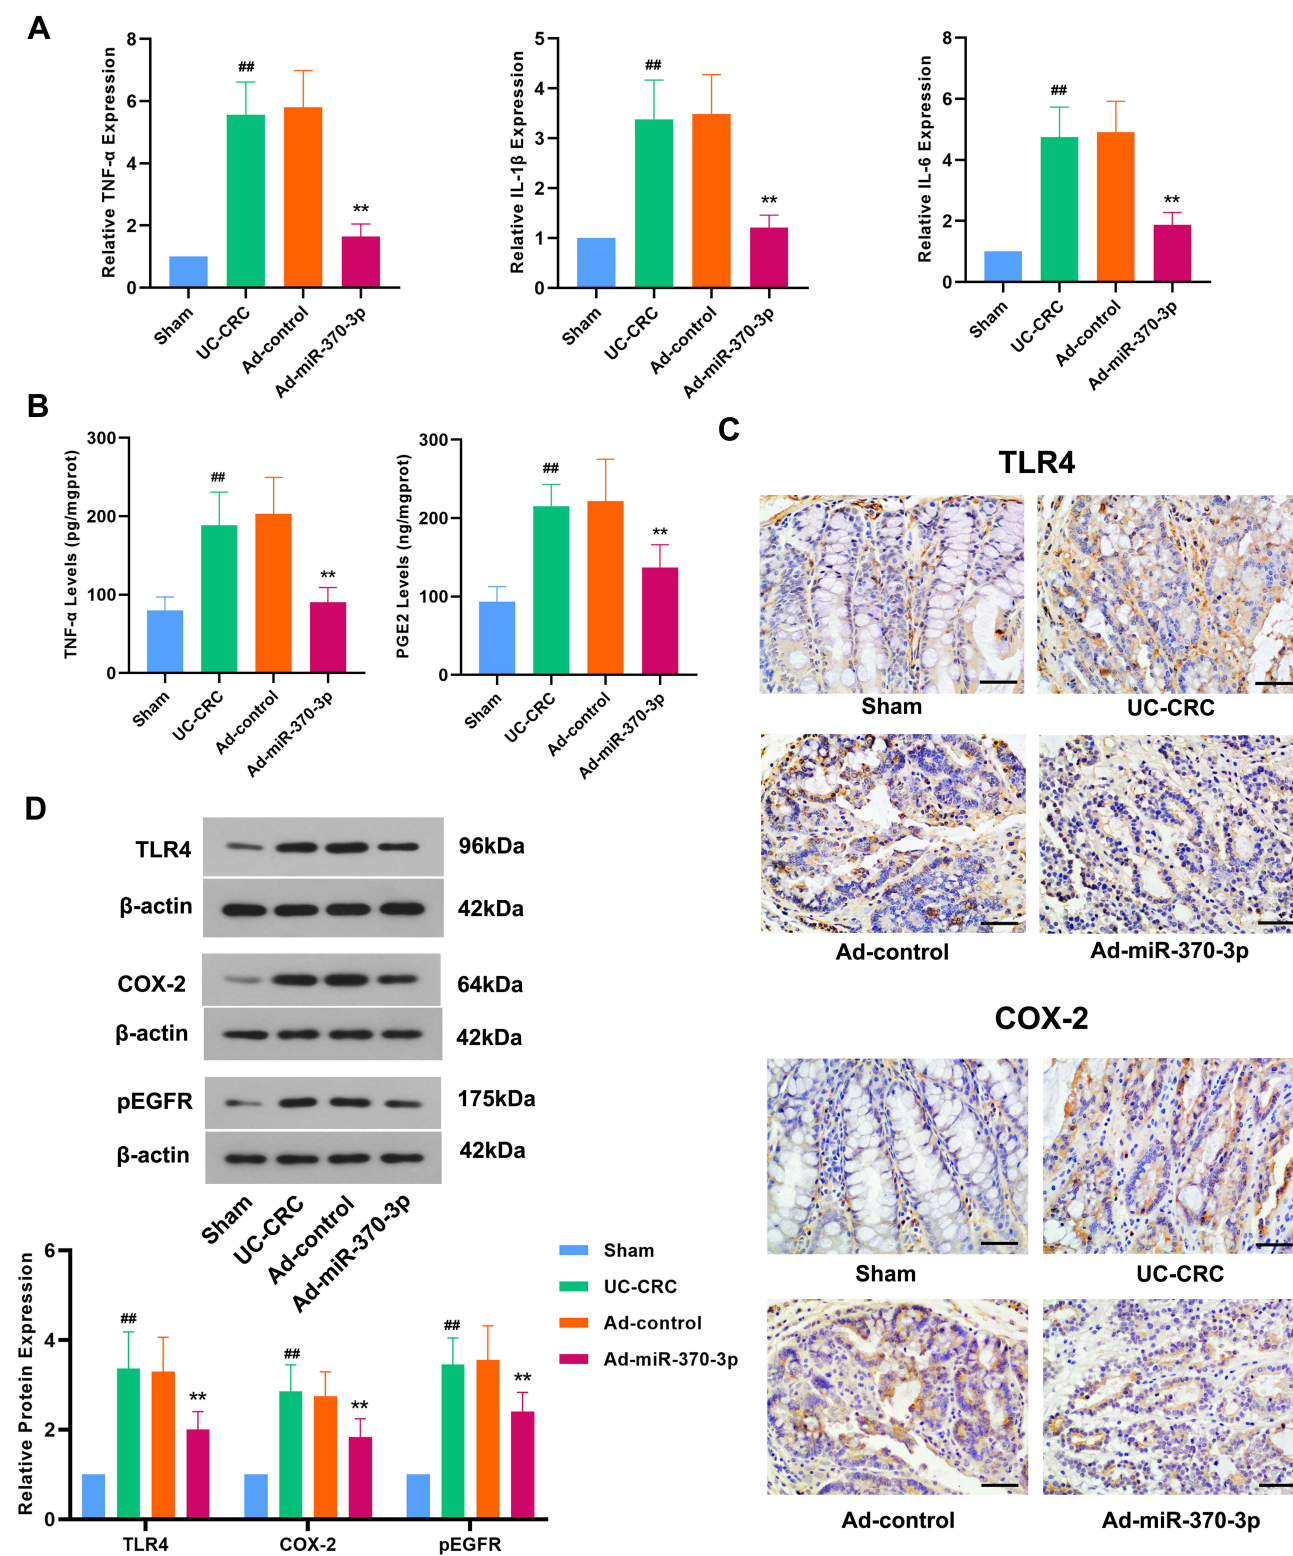 A
Relative TNF-α Expression
8
6
4
2
0
##
**
Sham
UC-CRC
Ad-control
Ad-miR-370-3p
Relative IL-1β Expression
5
4
3
2
1
0
##
**
Sham
UC-CRC
Ad-control
Ad-miR-370-3p
Relative IL-6 Expression
8
6
4
2
0
##
**
Sham
UC-CRC
Ad-control
Ad-miR-370-3p
B
TNF-α Levels (pg/mgprot)
300
200
100
0
##
**
Sham
UC-CRC
Ad-control
Ad-miR-370-3p
PGE2 Levels (ng/mgprot)
300
200
100
0
##
**
Sham
UC-CRC
Ad-control
Ad-miR-370-3p
C
TLR4
Sham
UC-CRC
Ad-control
Ad-miR-370-3p
COX-2
Sham
UC-CRC
Ad-control
Ad-miR-370-3p
D
TLR4 96kDa
β-actin 42kDa
COX-2 64kDa
β-actin 42kDa
pEGFR 175kDa
β-actin 42kDa
Sham
UC-CRC
Ad-control
Ad-miR-370-3p
Relative Protein Expression
6
4
2
0
##
**
##
**
##
**
TLR4
COX-2
pEGFR
Sham
UC-CRC
Ad-control
Ad-miR-370-3p